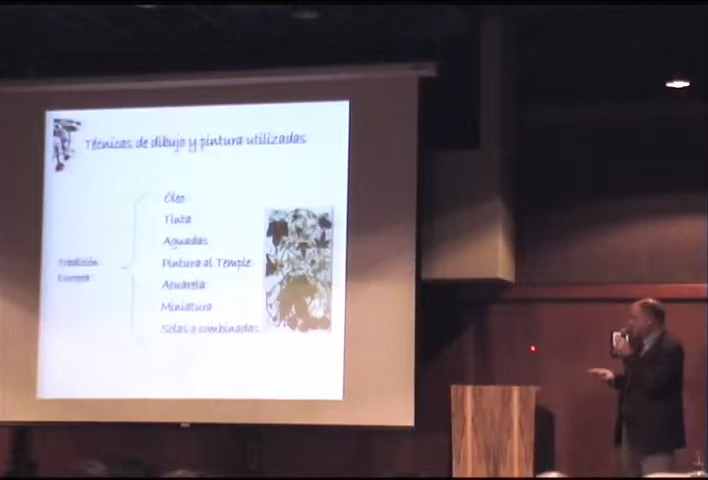 Técnicas de dibujo y pintura utilizadas
Óleo
Tinta
Aguadas
Tradición
Europea
Pintura al Temple
Acuarela
Miniatura
Solas o combinadas